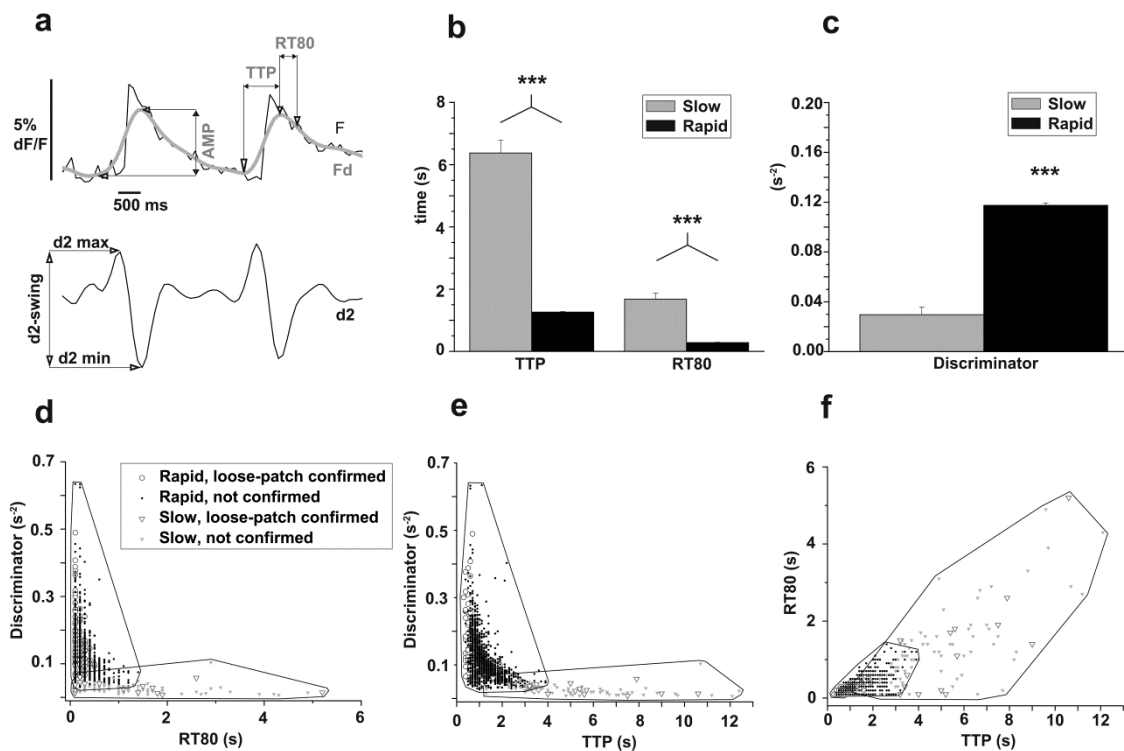 a
RT80
TTP
5%
dF/F
AMP
F
Fd
500 ms
d2 max
d2-swing
d2
d2 min
b
***
Slow
Rapid
8
6
4
2
0
time (s)
***
TTP
RT80
c
(s-2)
0.20
0.16
0.12
0.08
0.04
0.00
Slow
Rapid
***
Discriminator
d
0.7
0.5
0.3
0.1
Discriminator (s-2)
Rapid, loose-patch confirmed
Rapid, not confirmed
Slow, loose-patch confirmed
Slow, not confirmed
0 2 4 6
RT80 (s)
e
0.7
0.5
0.3
0.1
Discriminator (s-2)
0 2 4 6 8 10 12
TTP (s)
f
6
4
2
0
RT80 (s)
0 2 4 6 8 10 12
TTP (s)